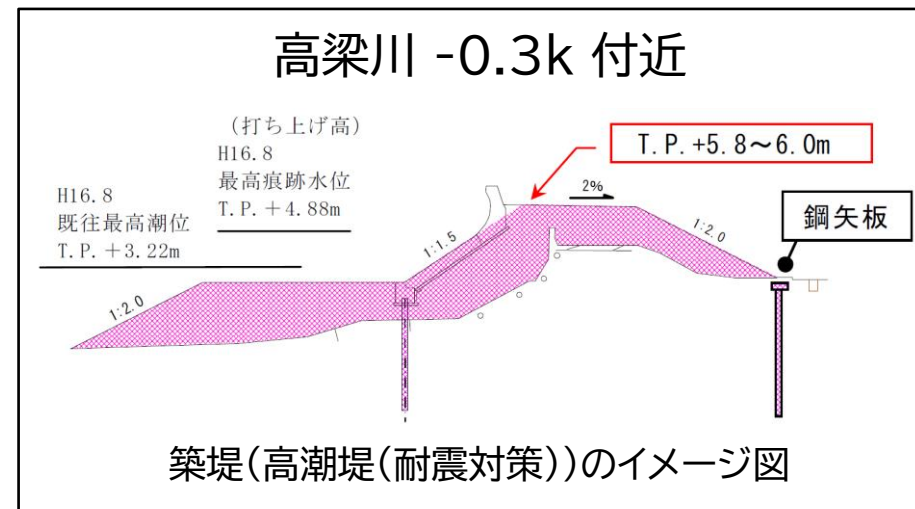 高梁川 -0.3k 付近
(打ち上げ高)
H16.8
最高痕跡水位
T.P.+4.88m
H16.8
既往最高潮位
T.P.+3.22m
T.P.+5.8〜6.0m
2%
鋼矢板
1:1.5
1:2.0
1:2.0
築堤(高潮堤(耐震対策))のイメージ図